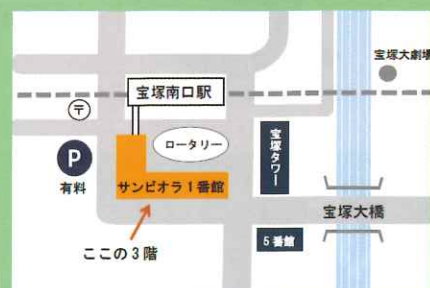 宝塚大劇場
宝塚南口駅
〒
ロータリー
宝塚タワー
P
有料
サンビオラ1番館
宝塚大橋
ここの3階
5番館